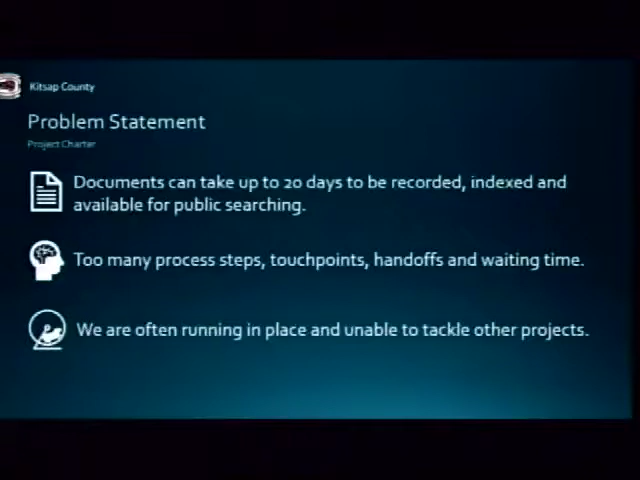 Kitsap County
Problem Statement
Project Charter
Documents can take up to 20 days to be recorded, indexed and
available for public searching.
Too many process steps, touchpoints, handoffs and waiting time.
We are often running in place and unable to tackle other projects.